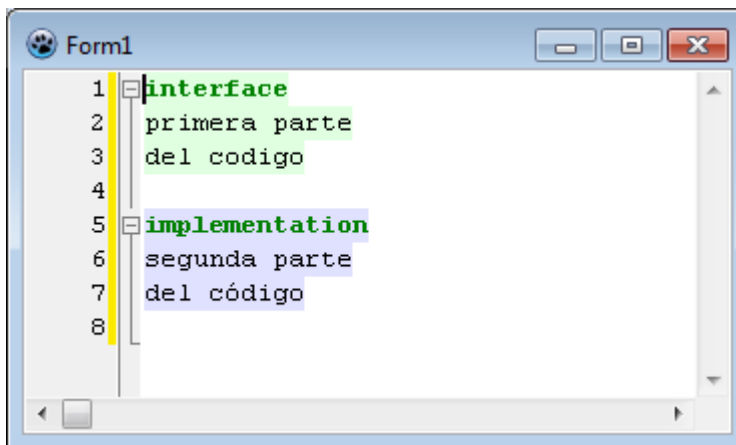 Form1
1 interface
2 primera parte
3 del codigo
4
5 implementation
6 segunda parte
7 del código
8